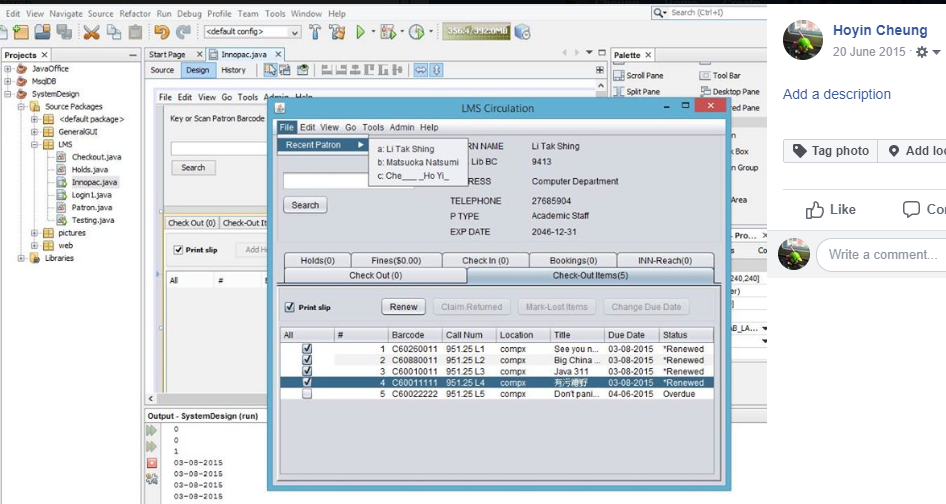 Edit View Navigate Source Refactor Run Debug Profile Team Tools Window Help
Search (Ctrl+I)
<default config>
356.4/392.0MB
Projects
JavaOffice
MsqlDB
SystemDesign
Source Packages
<default package>
GeneralGUI
LMS
Checkout.java
Holds.java
Innopac.java
Login1.java
Patron.java
Testing.java
pictures
web
Libraries
Start Page
Innopac.java
Source Design History
File Edit View Go Tools Admin Help
Key or Scan Patron Barcode
Search
Check Out (0) Check-Out It
Print slip
Add H
All #
Palette
Scroll Pane Tool Bar
Split Pane Desktop Pane
LMS Circulation
File Edit View Go Tools Admin Help
Recent Patron
a: Li Tak Shing
b: Matsuoka Natsumi
c: Che___ _Ho Yi_
RN NAME Li Tak Shing
Lib BC 9413
RESS Computer Department
TELEPHONE 27685904
P TYPE Academic Staff
EXP DATE 2046-12-31
Search
Holds(0) Fines($0.00) Check In (0) Bookings(0) INN-Reach(0)
Check Out (0) Check-Out Items(5)
Print slip Renew Claim Returned Mark-Lost Items Change Due Date
All # Barcode Call Num Location Title Due Date Status
1 C60260011 951.25 L1 compx See you n... 03-08-2015 *Renewed
2 C60880011 951.25 L2 compx Big China ... 03-08-2015 *Renewed
3 C60010011 951.25 L3 compx Java 311 03-08-2015 *Renewed
4 C60011111 951.25 L4 compx 03-08-2015 *Renewed
5 C60022222 951.25 L5 compx Don't pani... 04-06-2015 Overdue
Output - SystemDesign (run)
0
0
1
03-08-2015
03-08-2015
03-08-2015
03-08-2015
Hoyin Cheung
20 June 2015
Add a description
Tag photo Add loc
Like Co
Write a comment...